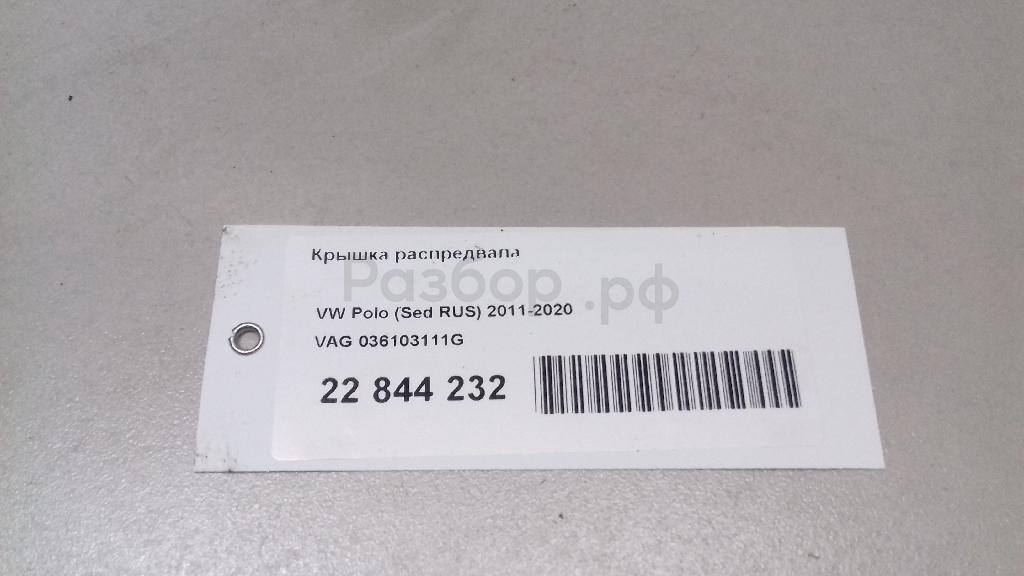 Крышка распредвала
Разбор.рф
VW Polo (Sed RUS) 2011-2020
VAG 036103111G
22 844 232